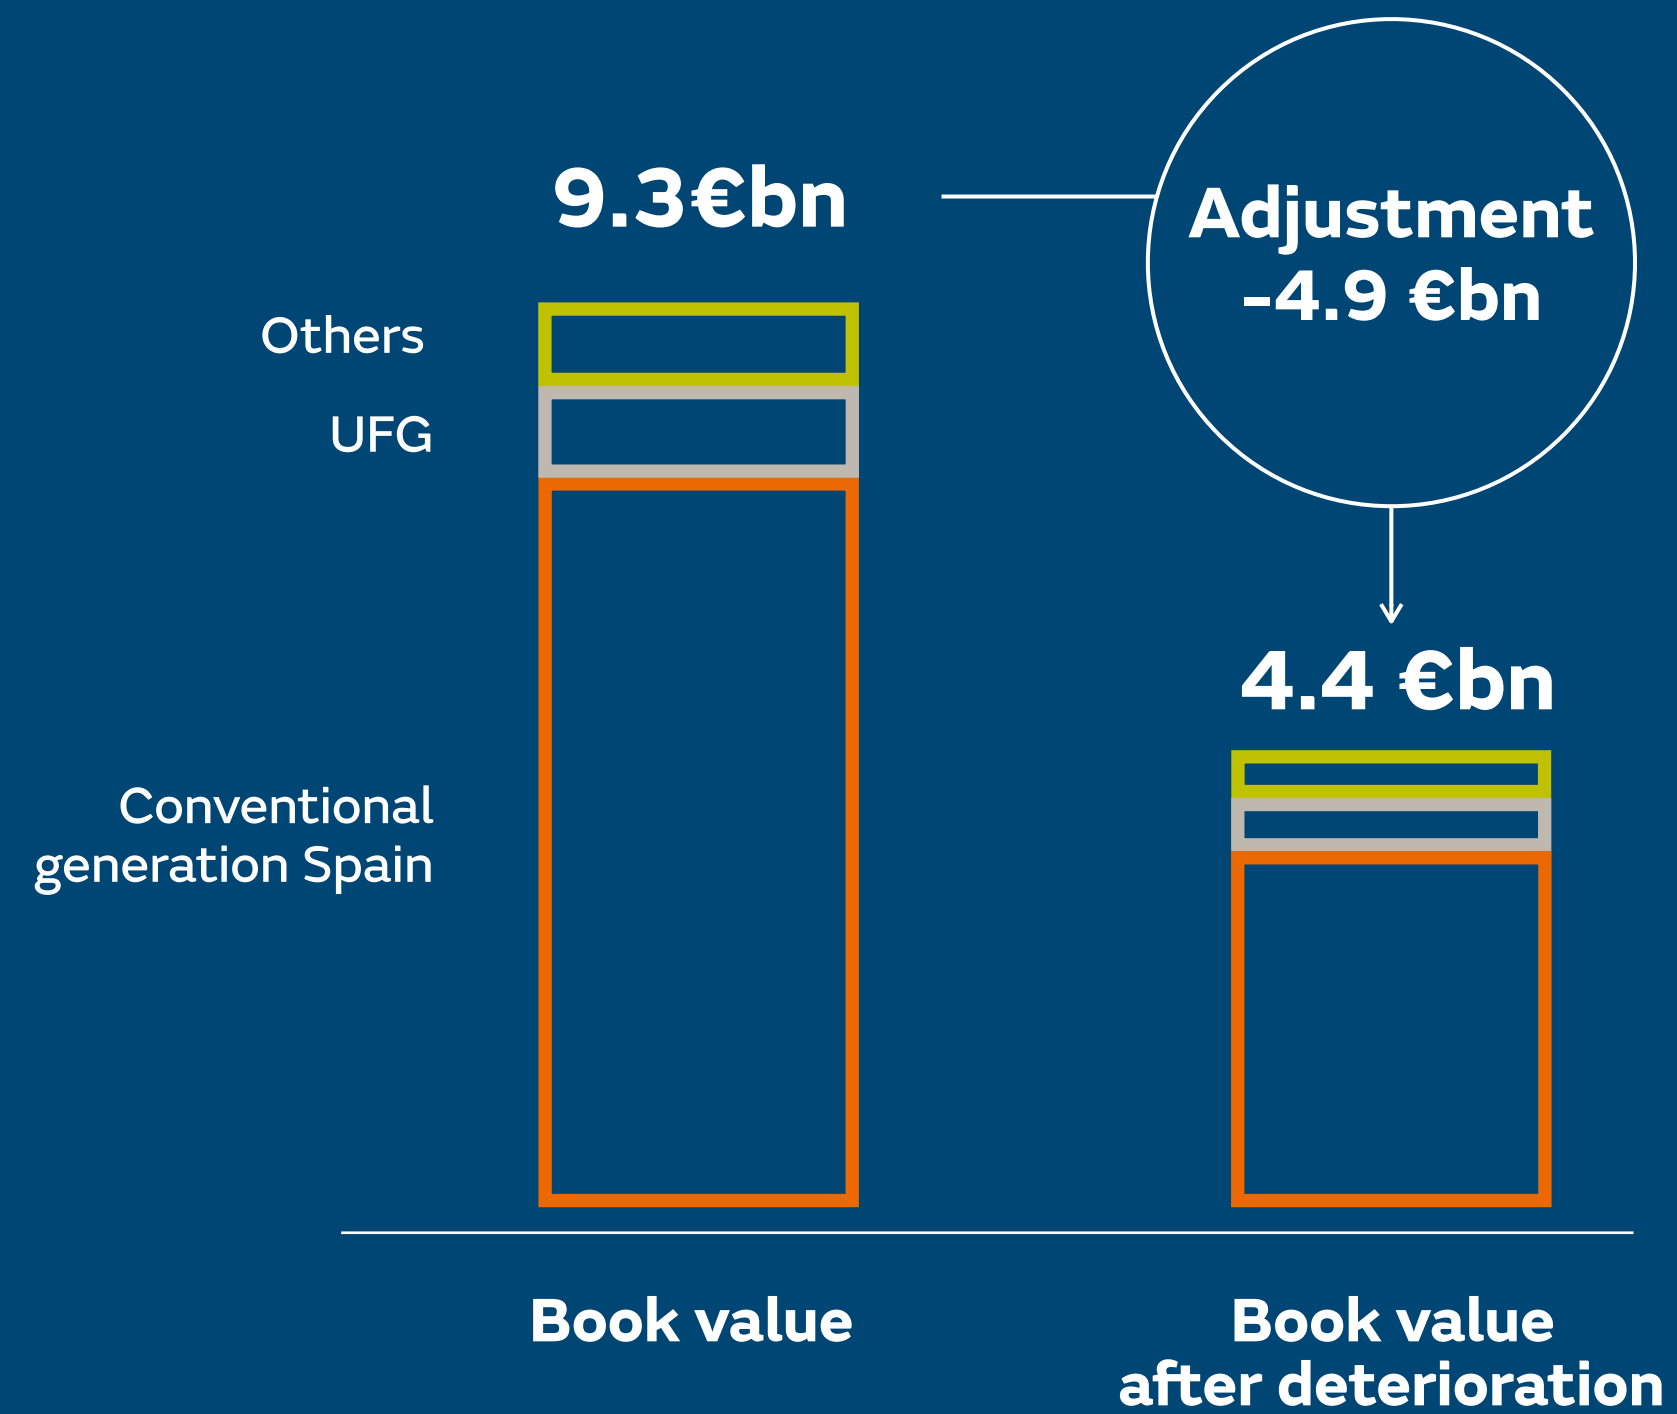 9.3€bn
Adjustment
-4.9 €bn
Others
UFG
4.4 €bn
Conventional
generation Spain
Book value
Book value
after deterioration